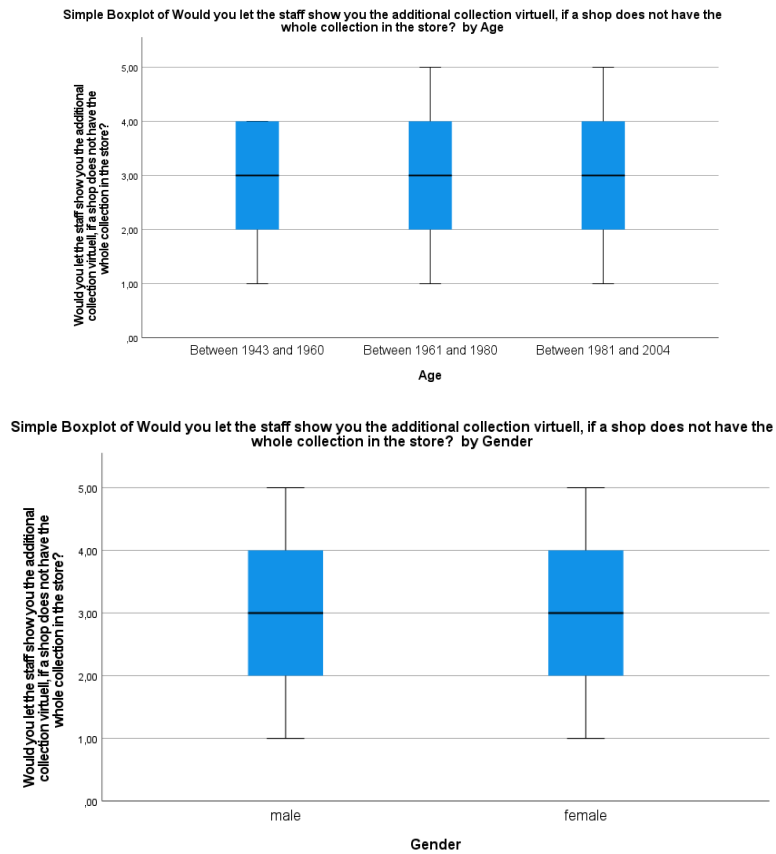 Simple Boxplot of Would you let the staff show you the additional collection virtuell, if a shop does not have the
whole collection in the store?  by Age
Would you let the staff show you the additional
collection virtuell, if a shop does not have the
whole collection in the store?
5,00
4,00
3,00
2,00
1,00
,00
Between 1943 and 1960
Between 1961 and 1980
Between 1981 and 2004
Age
Simple Boxplot of Would you let the staff show you the additional collection virtuell, if a shop does not have the
whole collection in the store?  by Gender
Would you let the staff show you the additional
collection virtuell, if a shop does not have the
whole collection in the store?
5,00
4,00
3,00
2,00
1,00
,00
male
female
Gender